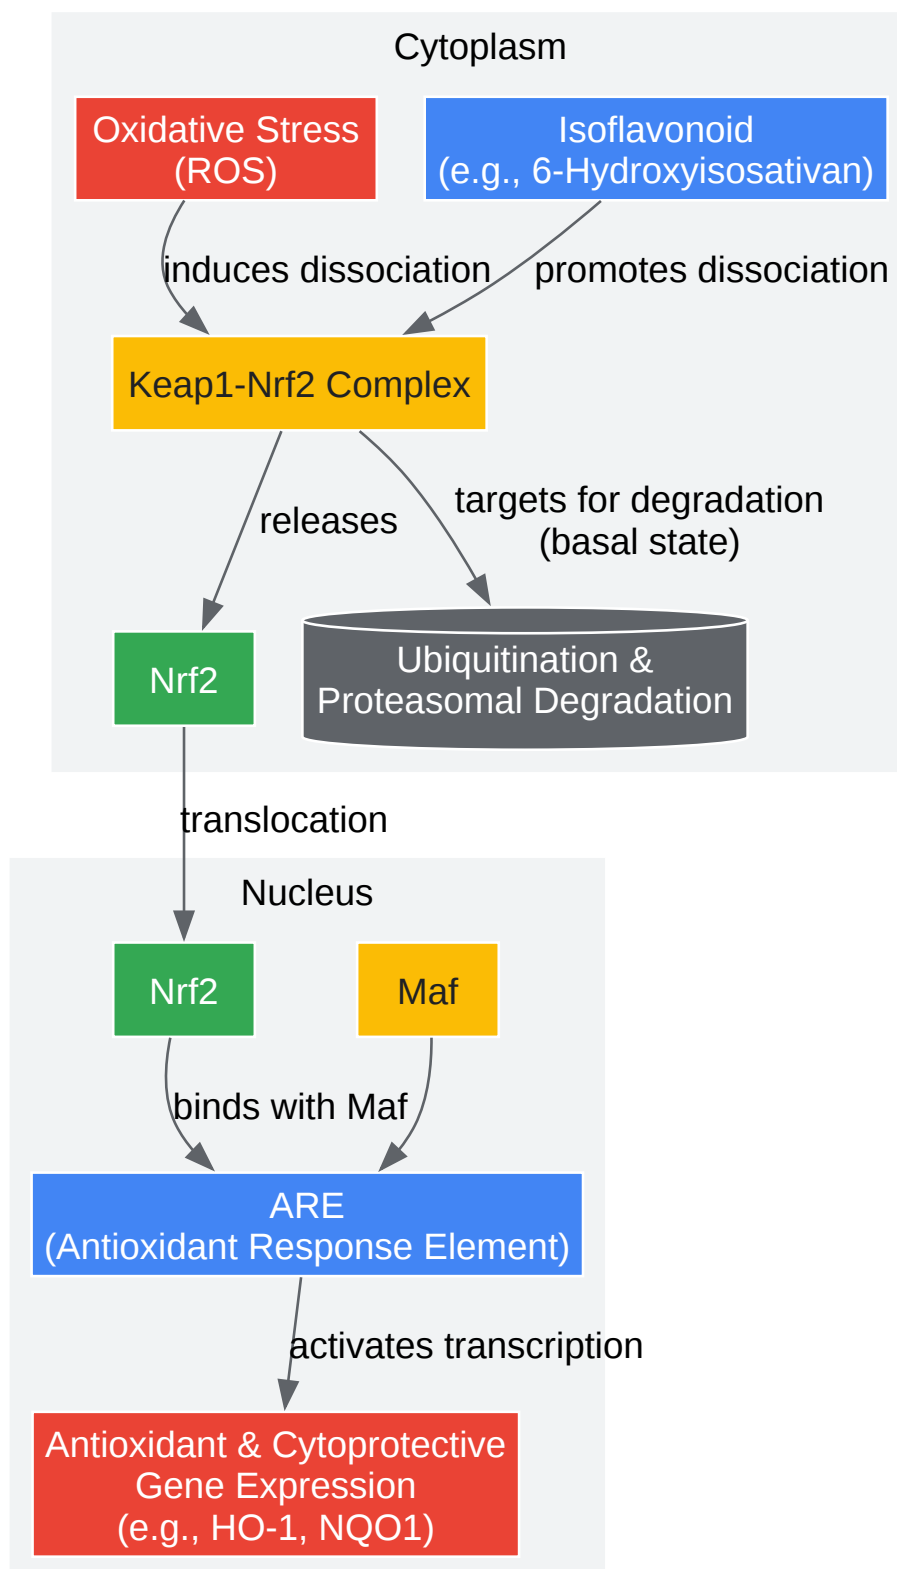 Cytoplasm
Oxidative Stress
(ROS)
Isoflavonoid
(e.g., 6-Hydroxyisosativan)
induces dissociation
promotes dissociation
Keap1-Nrf2 Complex
releases
targets for degradation
(basal state)
Nrf2
Ubiquitination &
Proteasomal Degradation
translocation
Nucleus
Nrf2
Maf
binds with Maf
ARE
(Antioxidant Response Element)
activates transcription
Antioxidant & Cytoprotective
Gene Expression
(e.g., HO-1, NQO1)